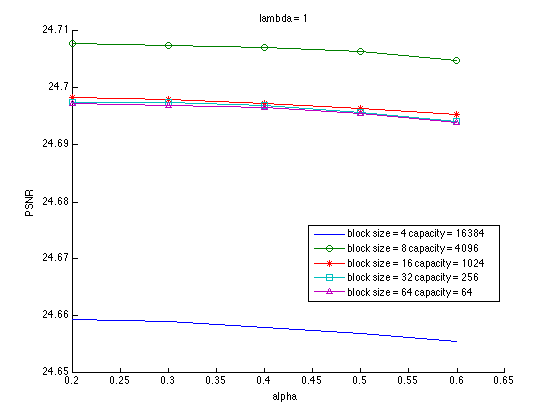 lambda = 1
24.71
24.7
24.69
24.68
24.67
24.66
24.65
PSNR
block size = 4 capacity = 16384
block size = 8 capacity = 4096
block size = 16 capacity = 1024
block size = 32 capacity = 256
block size = 64 capacity = 64
0.2 0.25 0.3 0.35 0.4 0.45 0.5 0.55 0.6 0.65
alpha